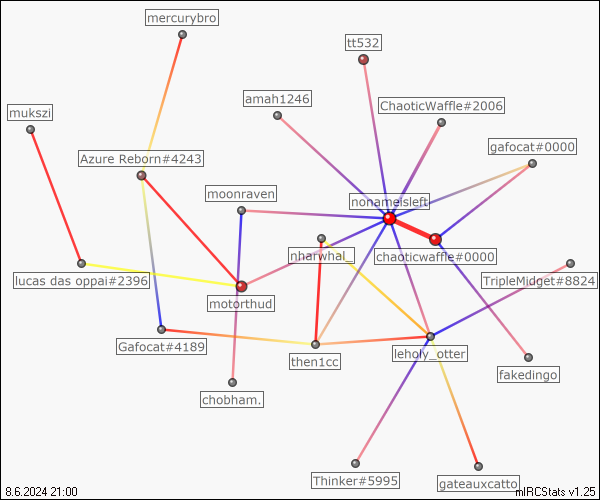 mercurybro
tt532
amah1246
ChaoticWaffle#2006
mukszi
gafocat#0000
Azure Reborn#4243
moonraven
nonameisleft
nharwhal_
chaoticwaffle#0000
lucas das oppai#2396
TripleMidget#8824
motorthud
Gafocat#4189
then1cc
leholy_otter
fakedingo
chobham.
Thinker#5995
gateauxcatto
8.6.2024 21:00
mIRCStats v1.25